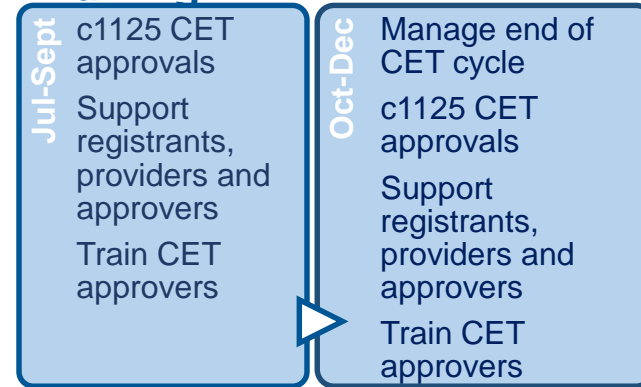 Jul-Sept
c1125 CET
approvals
Support
registrants,
providers and
approvers
Train CET
approvers
Oct-Dec
Manage end of
CET cycle
c1125 CET
approvals
Support
registrants,
providers and
approvers
Train CET
approvers